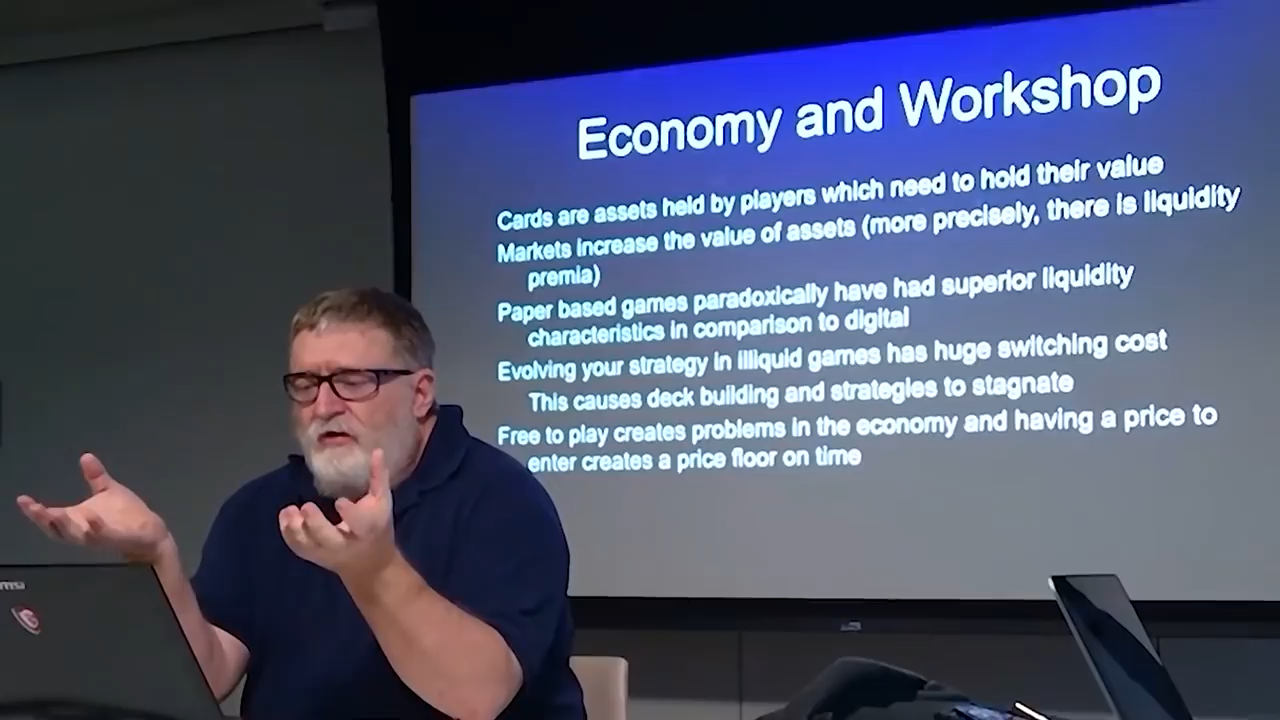 Economy and Workshop
Cards are assets held by players which need to hold their value
Markets increase the value of assets (more precisely, there is liquidity
premia)
Paper based games paradoxically have had superior liquidity
characteristics in comparison to digital
Evolving your strategy in illiquid games has huge switching cost
This causes deck building and strategies to stagnate
Free to play creates problems in the economy and having a price to
enter creates a price floor on time
msi